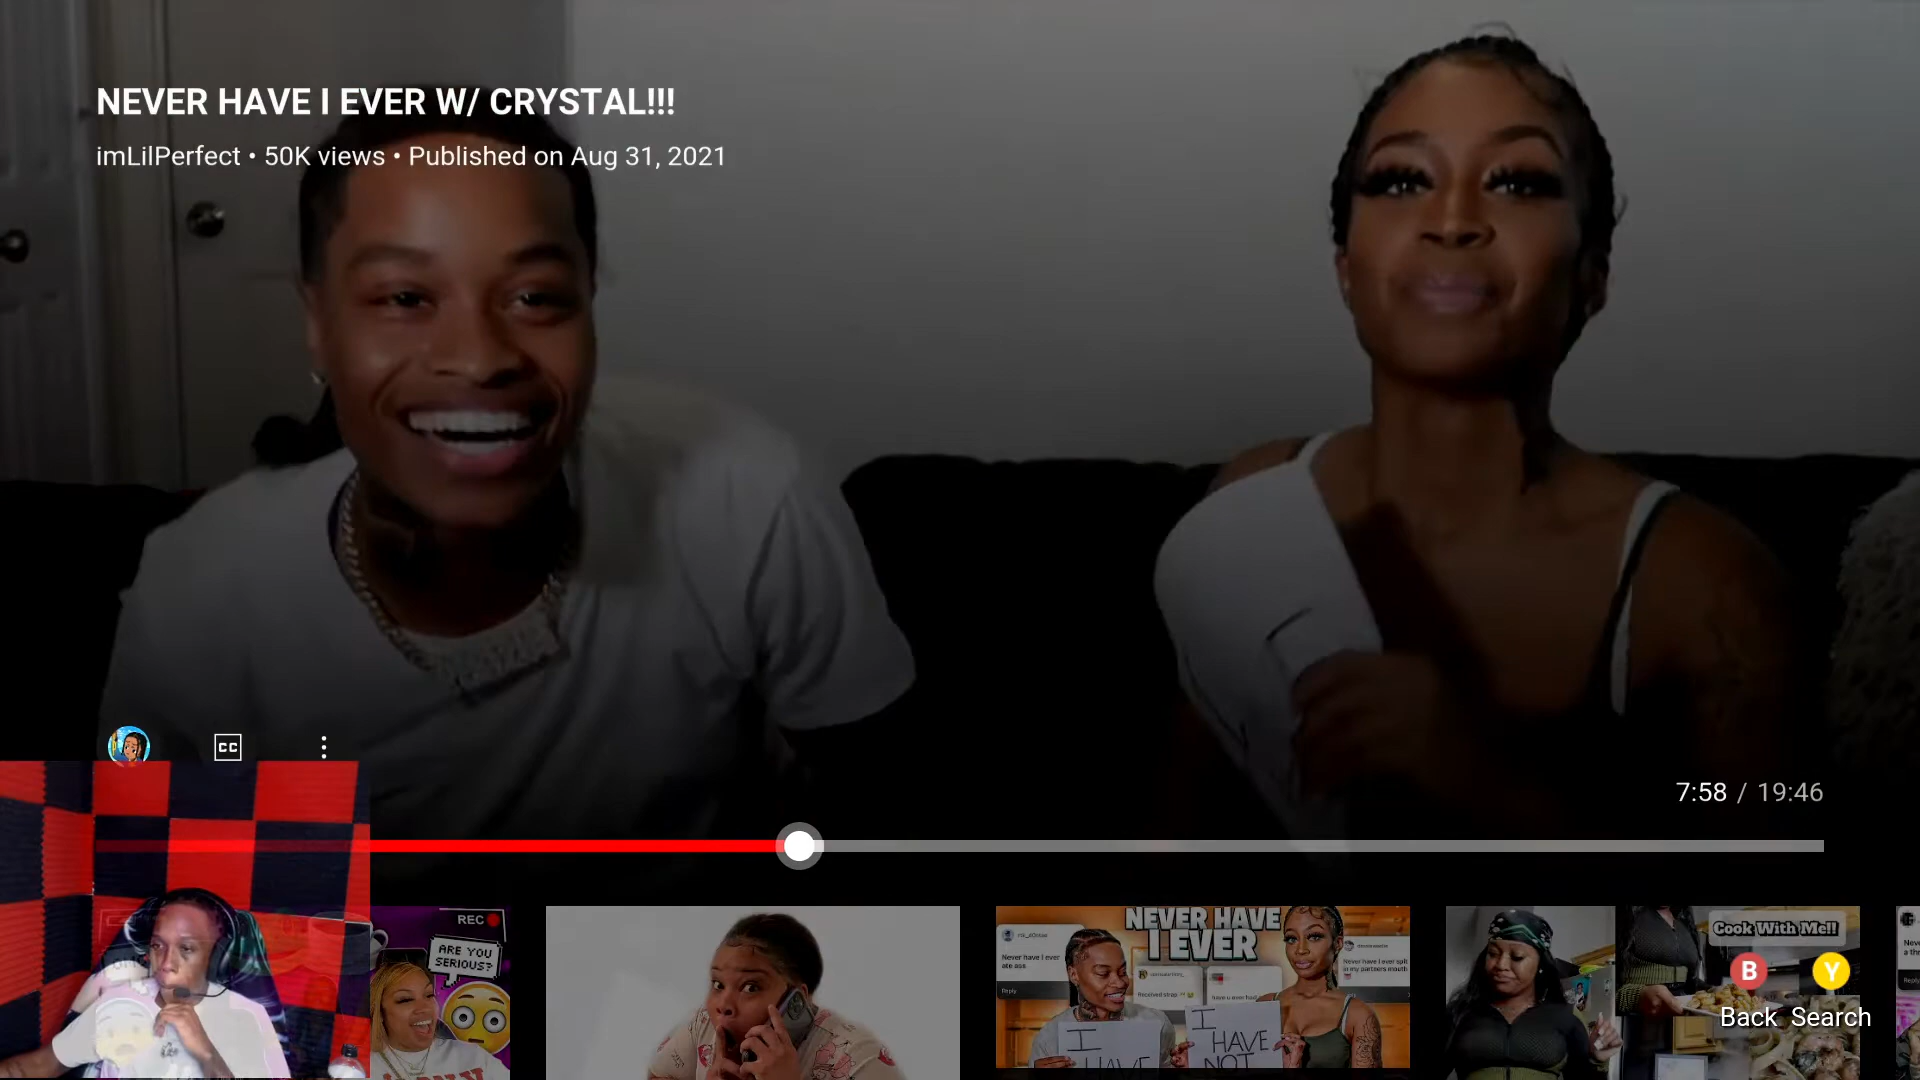 NEVER HAVE I EVER W/ CRYSTAL!!!
imLilPerfect • 50K views • Published on Aug 31, 2021
CC
7:58 / 19:46
REC
ARE YOU
SERIOUS?
NEVER HAVE
I EVER
Never have I ever
ate ass
Reply
Never have i ever spit
in my partners mouth
I
HAVE
I
HAVE
NOT
Cook With Me!!
B
Y
Back
Search